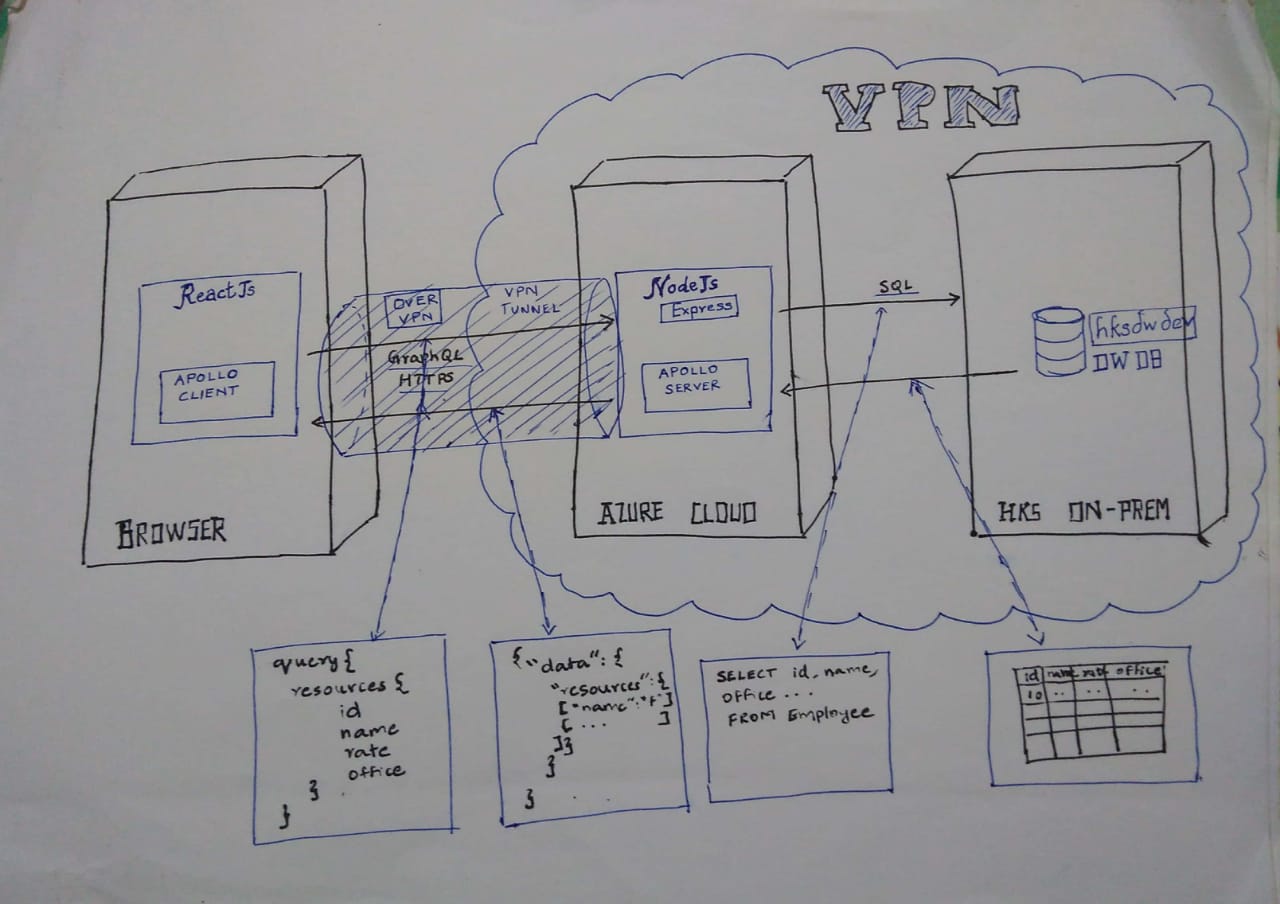 VPN
ReactJs
APOLLO
CLIENT
BROWSER
OVER
VPN
VPN
TUNNEL
GraphQL
HTTPS
NodeJs
Express
APOLLO
SERVER
AZURE CLOUD
SQL
hksdwdev
DW DB
HKS ON-PREM
query{
resources {
id
name
rate
office
}
}
{"data": {
"resources": {
["name":"F"]
[ ... ]
]}
}
}
SELECT id, name,
office ...
FROM Employee
id name rate office
10 .. .. ..